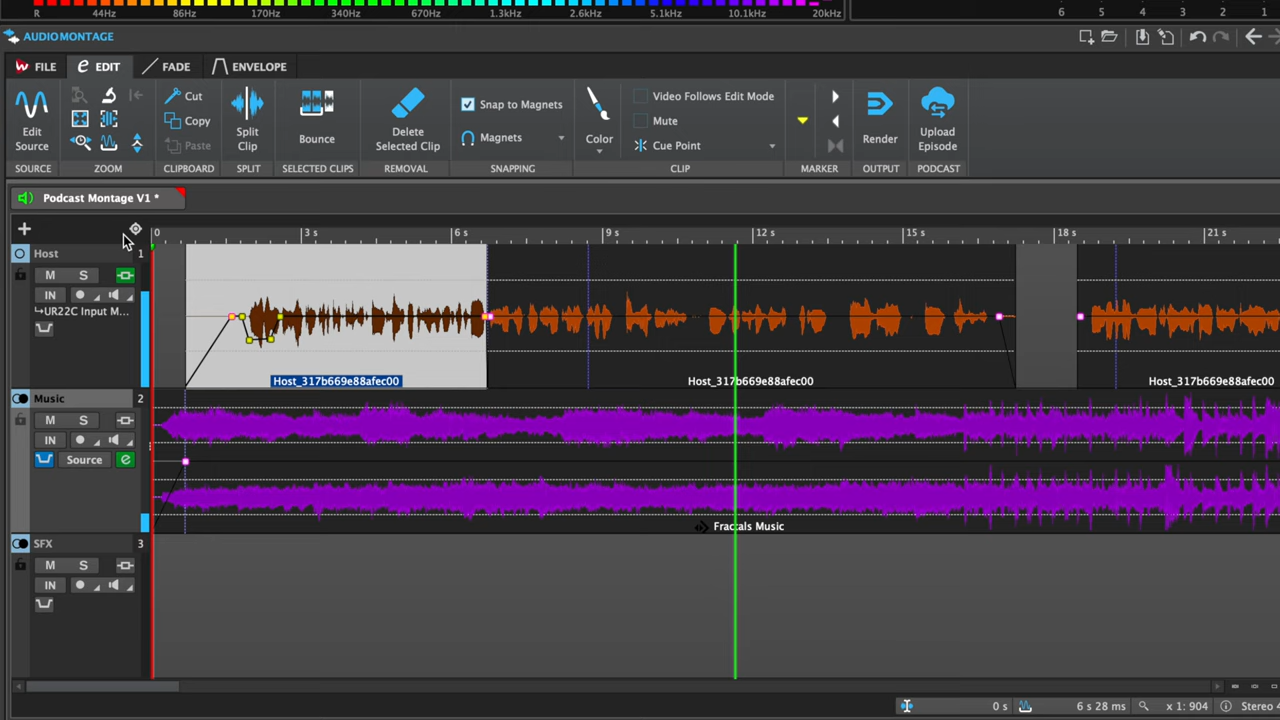 R 44Hz 86Hz 170Hz 340Hz 670Hz 1.3kHz 2.6kHz 5.1kHz 10.1kHz 20kHz 6 5 4 3 2 1
AUDIO MONTAGE
FILE EDIT FADE ENVELOPE
Cut Snap to Magnets Video Follows Edit Mode
Copy Mute
Edit Source Split Clip Bounce Delete Selected Clip Magnets Color Render Upload Episode
Paste Cue Point
SOURCE ZOOM CLIPBOARD SPLIT SELECTED CLIPS REMOVAL SNAPPING CLIP MARKER OUTPUT PODCAST
Podcast Montage V1 *
0 3 s 6 s 9 s 12 s 15 s 18 s 21 s
Host 1
M S
IN
UR22C Input M...
Host_317b669e88afec00 Host_317b669e88afec00 Host_317b669e88afec00
Music 2
M S
IN
Source e
Fractals Music
SFX 3
M S
IN
0 s 6 s 28 ms x 1: 904 Stereo 4